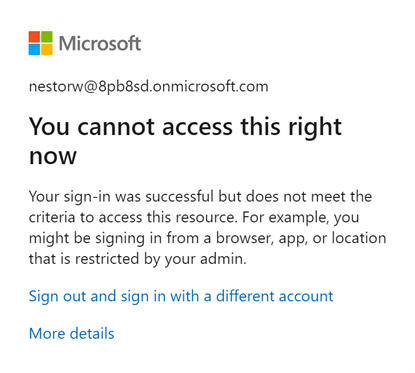 Microsoft
nestorw@8pb8sd.onmicrosoft.com
You cannot access this right
now
Your sign-in was successful but does not meet the
criteria to access this resource. For example, you
might be signing in from a browser, app, or location
that is restricted by your admin.
Sign out and sign in with a different account
More details